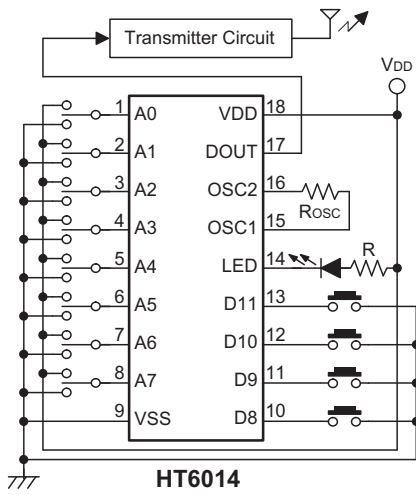 Transmitter Circuit
VDD
1 A0 VDD 18
2 A1 DOUT 17
3 A2 OSC2 16
ROSC
4 A3 OSC1 15
5 A4 LED 14 R
6 A5 D11 13
7 A6 D10 12
8 A7 D9 11
9 VSS D8 10
HT6014